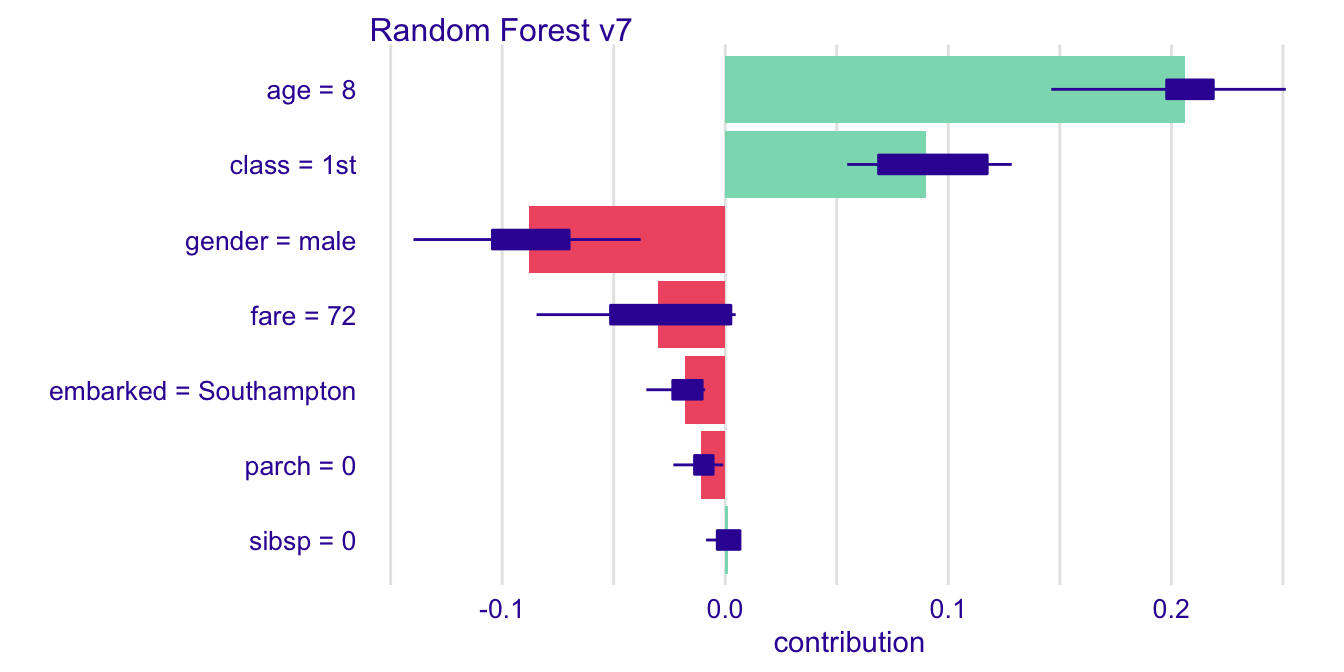 Random Forest v7
age = 8
class = 1st
gender = male
fare = 72
embarked = Southampton
parch = 0
sibsp = 0
-0.1 0.0 0.1 0.2
contribution